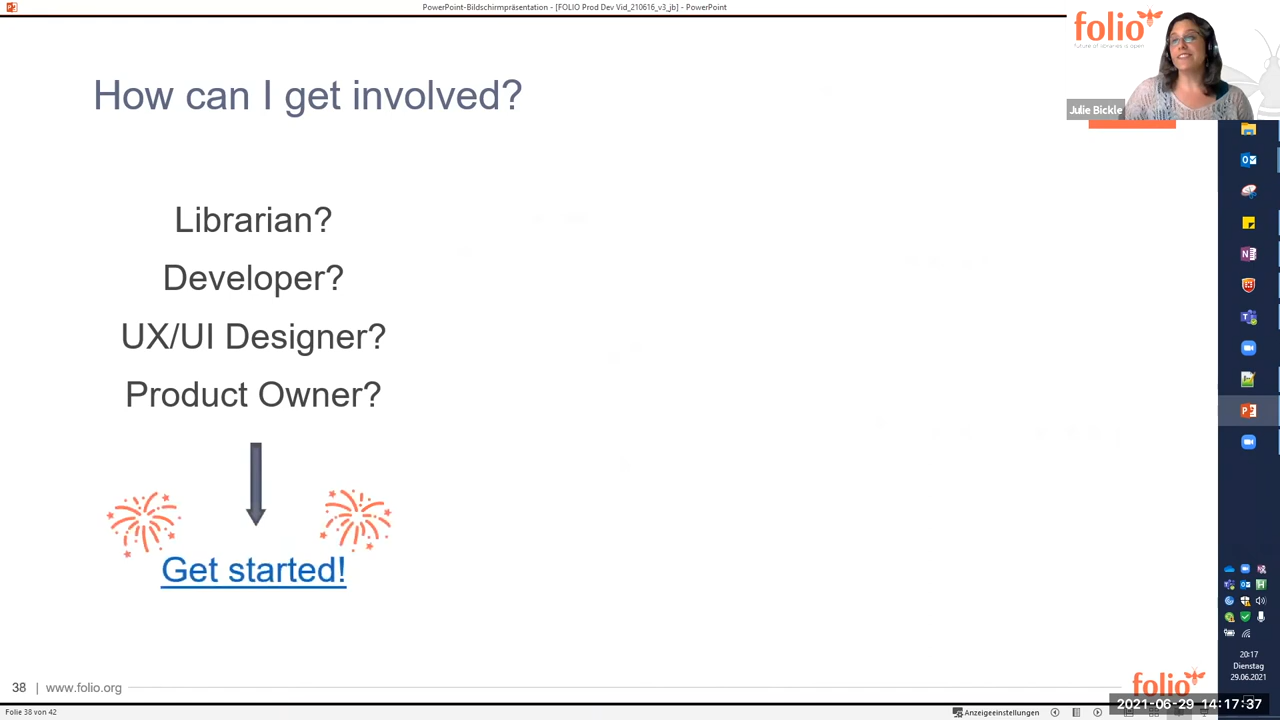 PowerPoint-Bildschirmpräsentation - [FOLIO Prod Dev Vid_210616_v3_jb] - PowerPoint
folio
future of libraries is open
Julie Bickle
How can I get involved?
Librarian?
Developer?
UX/UI Designer?
Product Owner?
Get started!
20:17
Dienstag
29.06.2021
38 | www.folio.org
folio
2021-06-29 14:17:37
Folie 38 von 42
Anzeigeeinstellungen